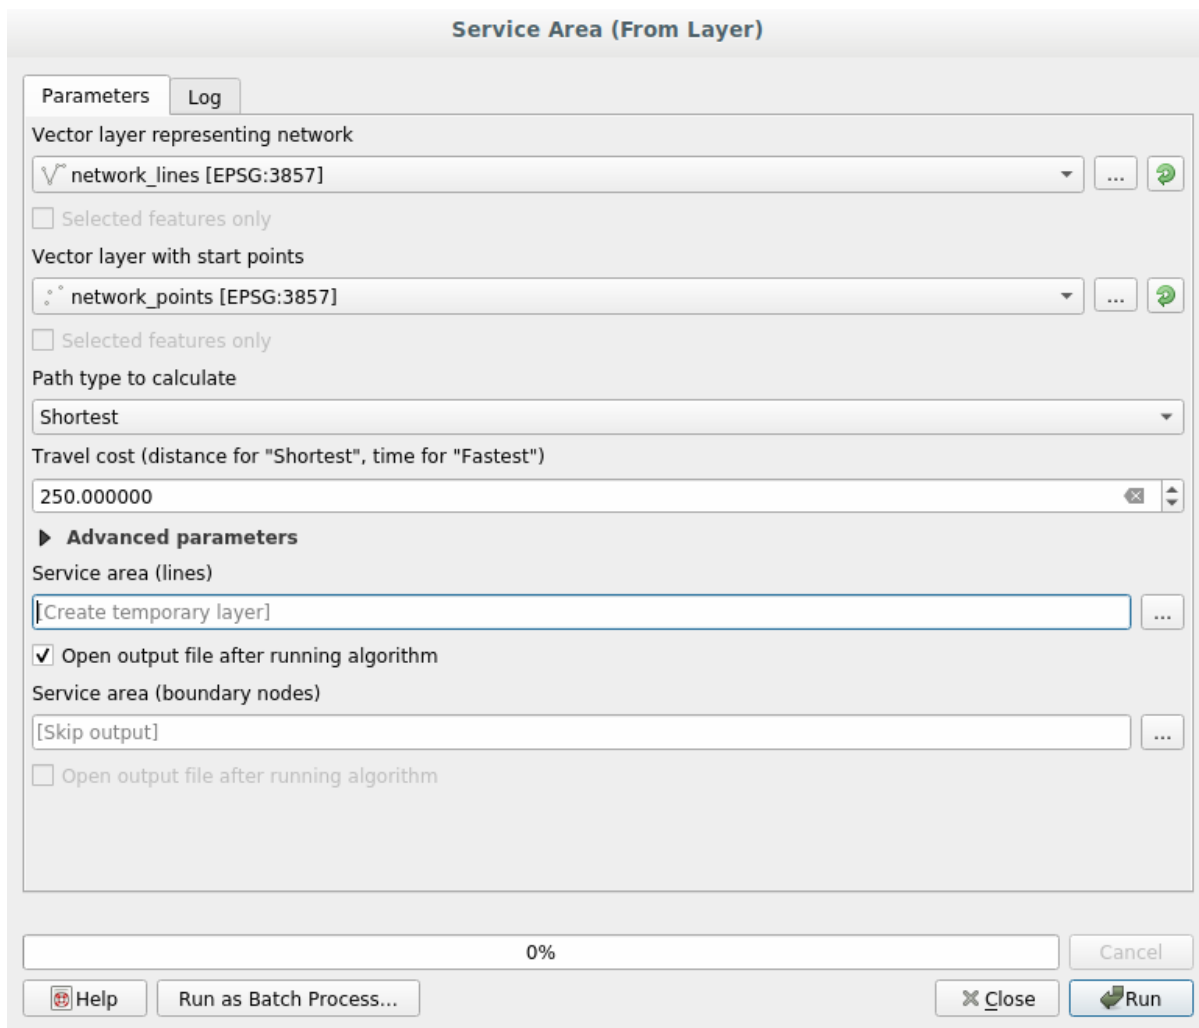 Service Area (From Layer)
Parameters Log
Vector layer representing network
network_lines [EPSG:3857] ...
Selected features only
Vector layer with start points
network_points [EPSG:3857] ...
Selected features only
Path type to calculate
Shortest
Travel cost (distance for "Shortest", time for "Fastest")
250.000000
Advanced parameters
Service area (lines)
[Create temporary layer] ...
Open output file after running algorithm
Service area (boundary nodes)
[Skip output] ...
Open output file after running algorithm
0% Cancel
Help Run as Batch Process... Close Run